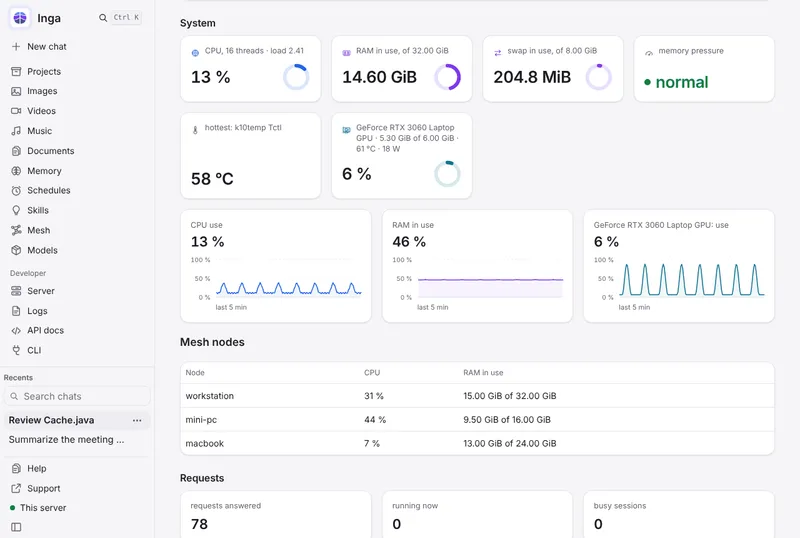 Inga
Ctrl K
New chat
Projects
Images
Videos
Music
Documents
Memory
Schedules
Skills
Mesh
Models
Developer
Server
Logs
API docs
CLI
Recents
Search chats
Review Cache.java
Summarize the meeting ...
Help
Support
This server
System
CPU, 16 threads · load 2.41
13 %
RAM in use, of 32.00 GiB
14.60 GiB
swap in use, of 8.00 GiB
204.8 MiB
memory pressure
normal
hottest: k10temp Tctl
58 °C
GeForce RTX 3060 Laptop
GPU · 5.30 GiB of 6.00 GiB ·
61 °C · 18 W
6 %
CPU use
13 %
100 %
50 %
0 %
last 5 min
RAM in use
46 %
100 %
50 %
0 %
last 5 min
GeForce RTX 3060 Laptop GPU: use
6 %
100 %
50 %
0 %
last 5 min
Mesh nodes
Node CPU RAM in use
workstation 31 % 15.00 GiB of 32.00 GiB
mini-pc 44 % 9.50 GiB of 16.00 GiB
macbook 7 % 13.00 GiB of 24.00 GiB
Requests
requests answered
78
running now
0
busy sessions
0